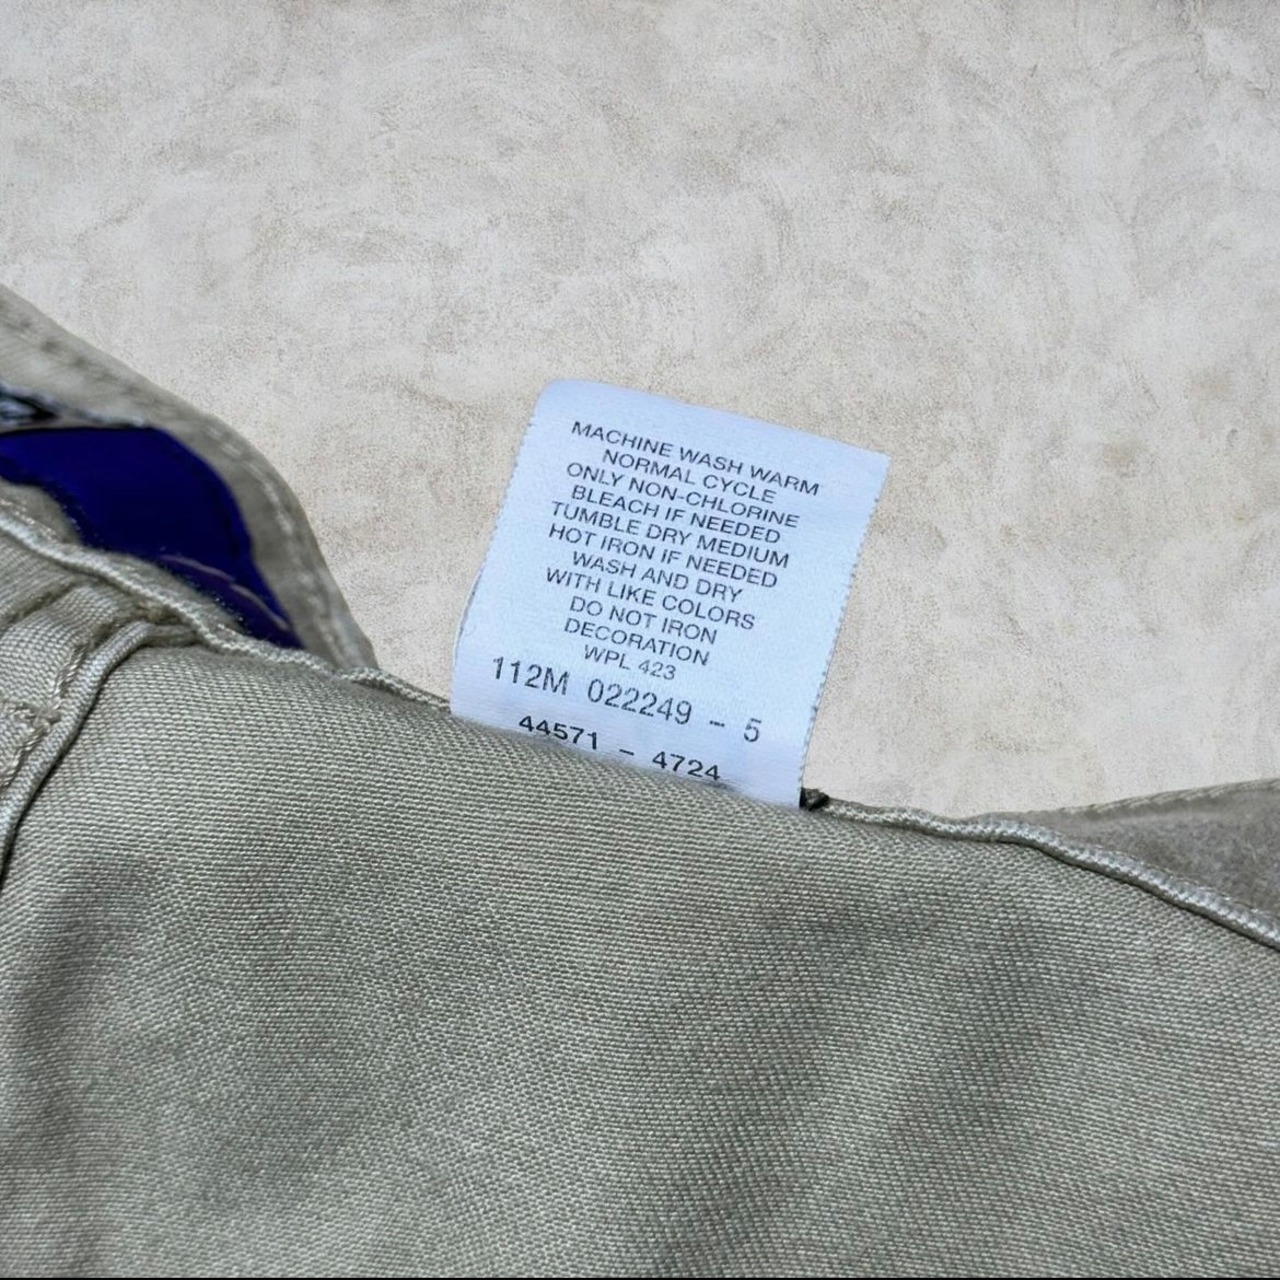 MACHINE WASH WARM
NORMAL CYCLE
ONLY NON-CHLORINE
BLEACH IF NEEDED
TUMBLE DRY MEDIUM
HOT IRON IF NEEDED
WASH AND DRY
WITH LIKE COLORS
DO NOT IRON
DECORATION
WPL 423
112M 022249 - 5
44571 - 4724